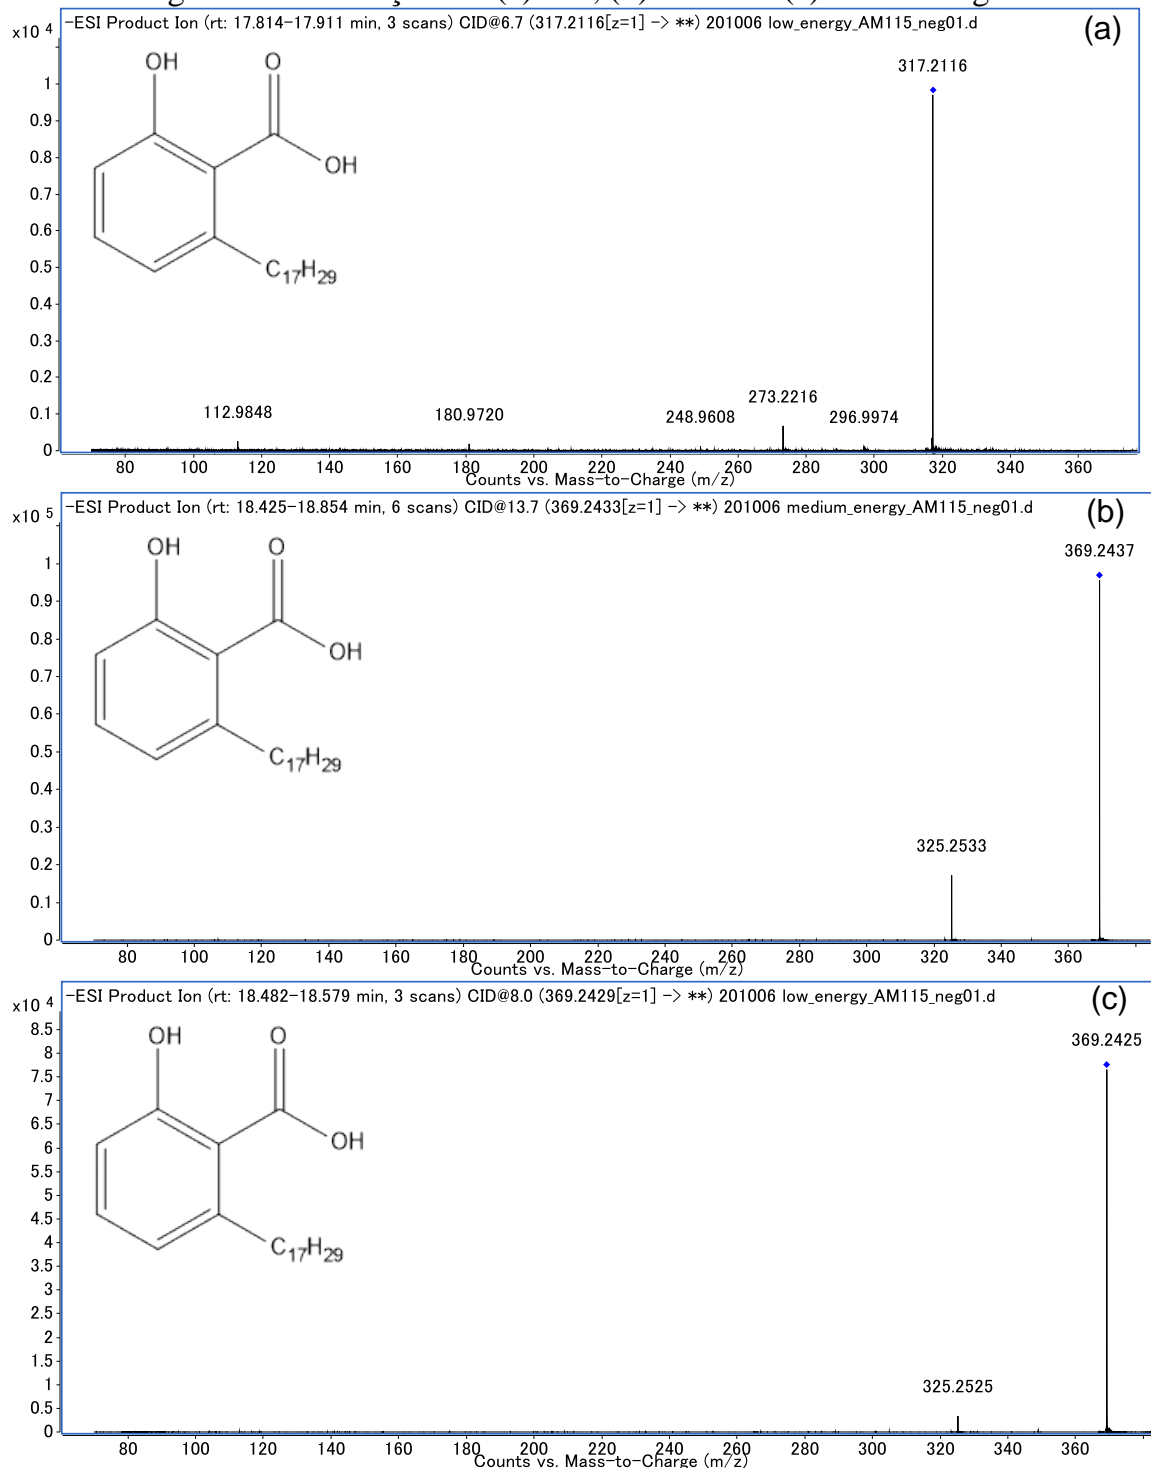 (a)
-ESI Product Ion (rt: 17.814-17.911 min, 3 scans) CID@6.7 (317.2116[z=1] -> **) 201006 low_energy_AM115_neg01.d
x10 4
317.2116
OH O
OH
C17H29
1
0.9
0.8
0.7
0.6
0.5
0.4
0.3
0.2
0.1
0
112.9848 180.9720 248.9608 273.2216 296.9974
80 100 120 140 160 180 200 220 240 260 280 300 320 340 360
Counts vs. Mass-to-Charge (m/z)
(b)
-ESI Product Ion (rt: 18.425-18.854 min, 6 scans) CID@13.7 (369.2433[z=1] -> **) 201006 medium_energy_AM115_neg01.d
x10 5
369.2437
OH O
OH
C17H29
1
0.9
0.8
0.7
0.6
0.5
0.4
0.3
0.2
0.1
0
325.2533
80 100 120 140 160 180 200 220 240 260 280 300 320 340 360
Counts vs. Mass-to-Charge (m/z)
(c)
-ESI Product Ion (rt: 18.482-18.579 min, 3 scans) CID@8.0 (369.2429[z=1] -> **) 201006 low_energy_AM115_neg01.d
x10 4
369.2425
OH O
OH
C17H29
8.5
8
7.5
7
6.5
6
5.5
5
4.5
4
3.5
3
2.5
2
1.5
1
0.5
0
325.2525
80 100 120 140 160 180 200 220 240 260 280 300 320 340 360
Counts vs. Mass-to-Charge (m/z)